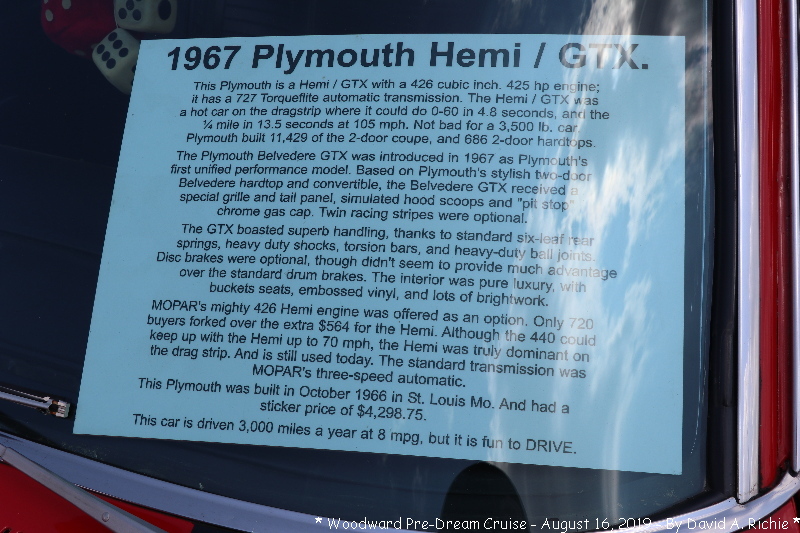 1967 Plymouth Hemi / GTX.
This Plymouth is a Hemi / GTX with a 426 cubic inch. 425 hp engine;
it has a 727 Torqueflite automatic transmission. The Hemi / GTX was
a hot car on the dragstrip where it could do 0-60 in 4.8 seconds, and the
¼ mile in 13.5 seconds at 105 mph. Not bad for a 3,500 lb. car.
Plymouth built 11,429 of the 2-door coupe, and 686 2-door hardtops.
The Plymouth Belvedere GTX was introduced in 1967 as Plymouth's
first unified performance model. Based on Plymouth's stylish two-door
Belvedere hardtop and convertible, the Belvedere GTX received a
special grille and tail panel, simulated hood scoops and "pit stop"
chrome gas cap. Twin racing stripes were optional.
The GTX boasted superb handling, thanks to standard six-leaf rear
springs, heavy duty shocks, torsion bars, and heavy-duty ball joints.
Disc brakes were optional, though didn't seem to provide much advantage
over the standard drum brakes. The interior was pure luxury, with
buckets seats, embossed vinyl, and lots of brightwork.
MOPAR's mighty 426 Hemi engine was offered as an option. Only 720
buyers forked over the extra $564 for the Hemi. Although the 440 could
keep up with the Hemi up to 70 mph, the Hemi was truly dominant on
the drag strip. And is still used today. The standard transmission was
MOPAR's three-speed automatic.
This Plymouth was built in October 1966 in St. Louis Mo. And had a
sticker price of $4,298.75.
This car is driven 3,000 miles a year at 8 mpg, but it is fun to DRIVE.
* Woodward Pre-Dream Cruise - August 16, 2019 - By David A. Richie *